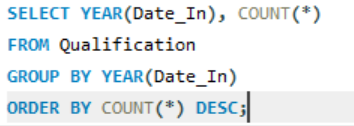 SELECT YEAR(Date_In), COUNT(*)
FROM Qualification
GROUP BY YEAR(Date_In)
ORDER BY COUNT(*) DESC;